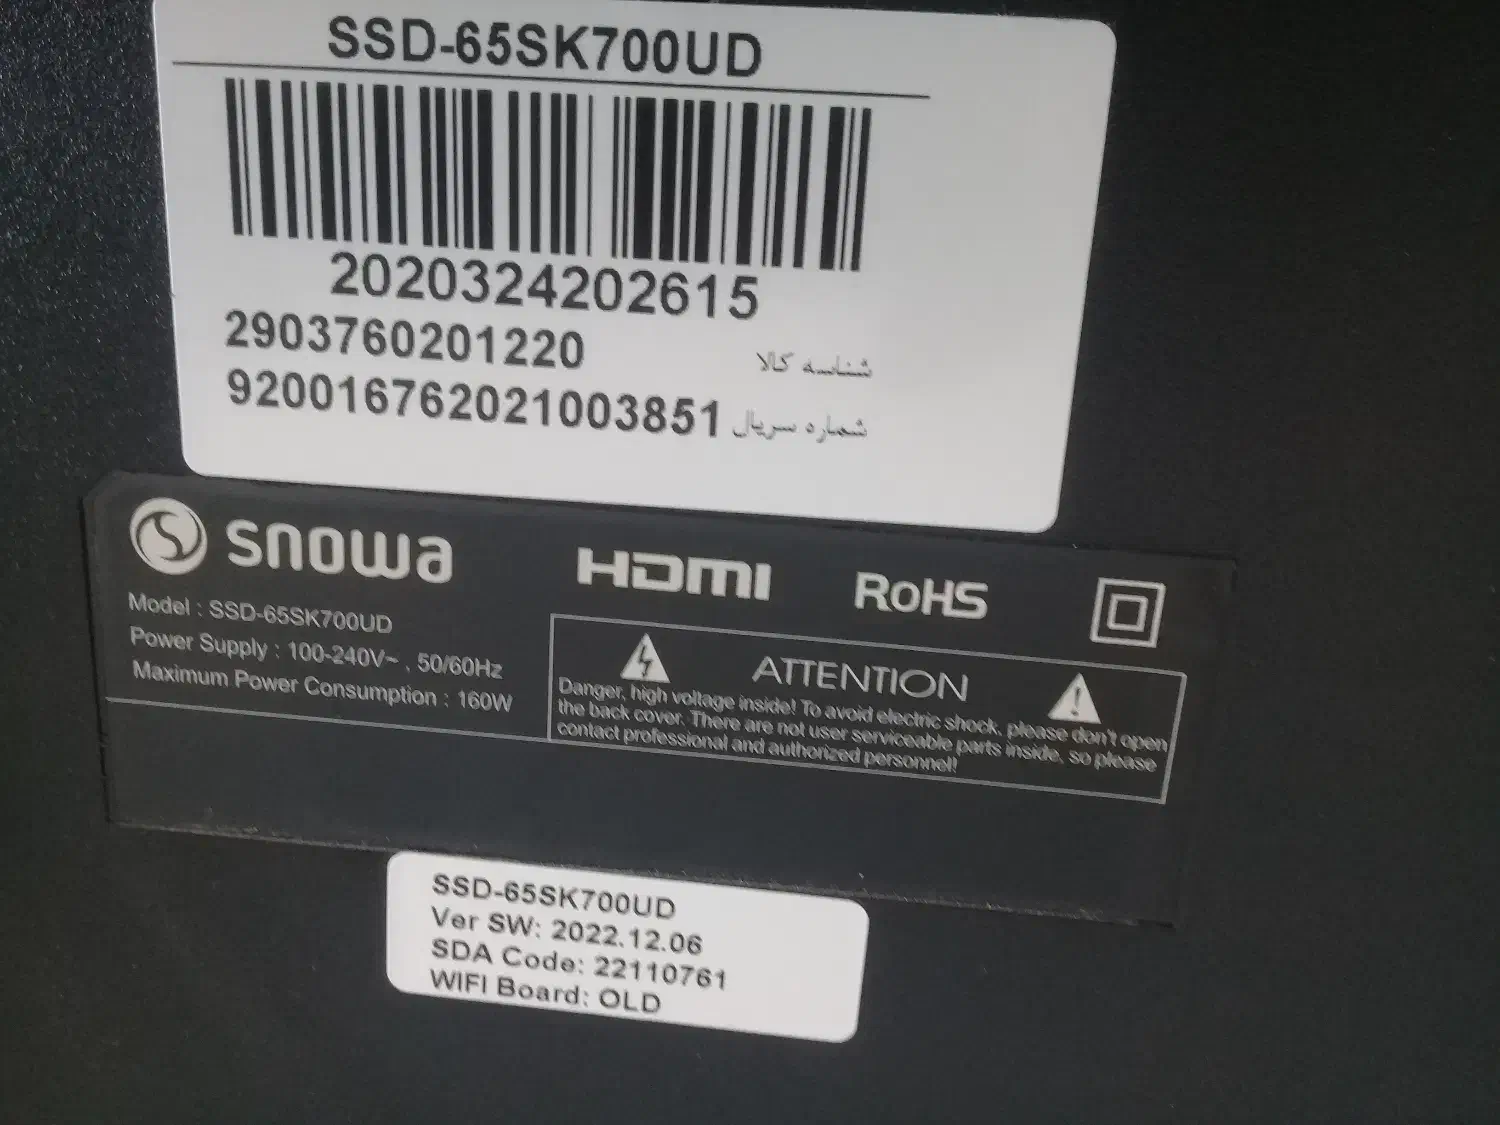 SSD-65SK700UD
2020324202615
2903760201220 شناسه کالا
920016762021003851 شماره سریال
snowa HDMI RoHS
Model : SSD-65SK700UD
Power Supply : 100-240V~ , 50/60Hz
Maximum Power Consumption : 160W
ATTENTION
Danger, high voltage inside! To avoid electric shock, please don't open
the back cover. There are not user serviceable parts inside, so please
contact professional and authorized personnel!
SSD-65SK700UD
Ver SW: 2022.12.06
SDA Code: 22110761
WIFI Board: OLD